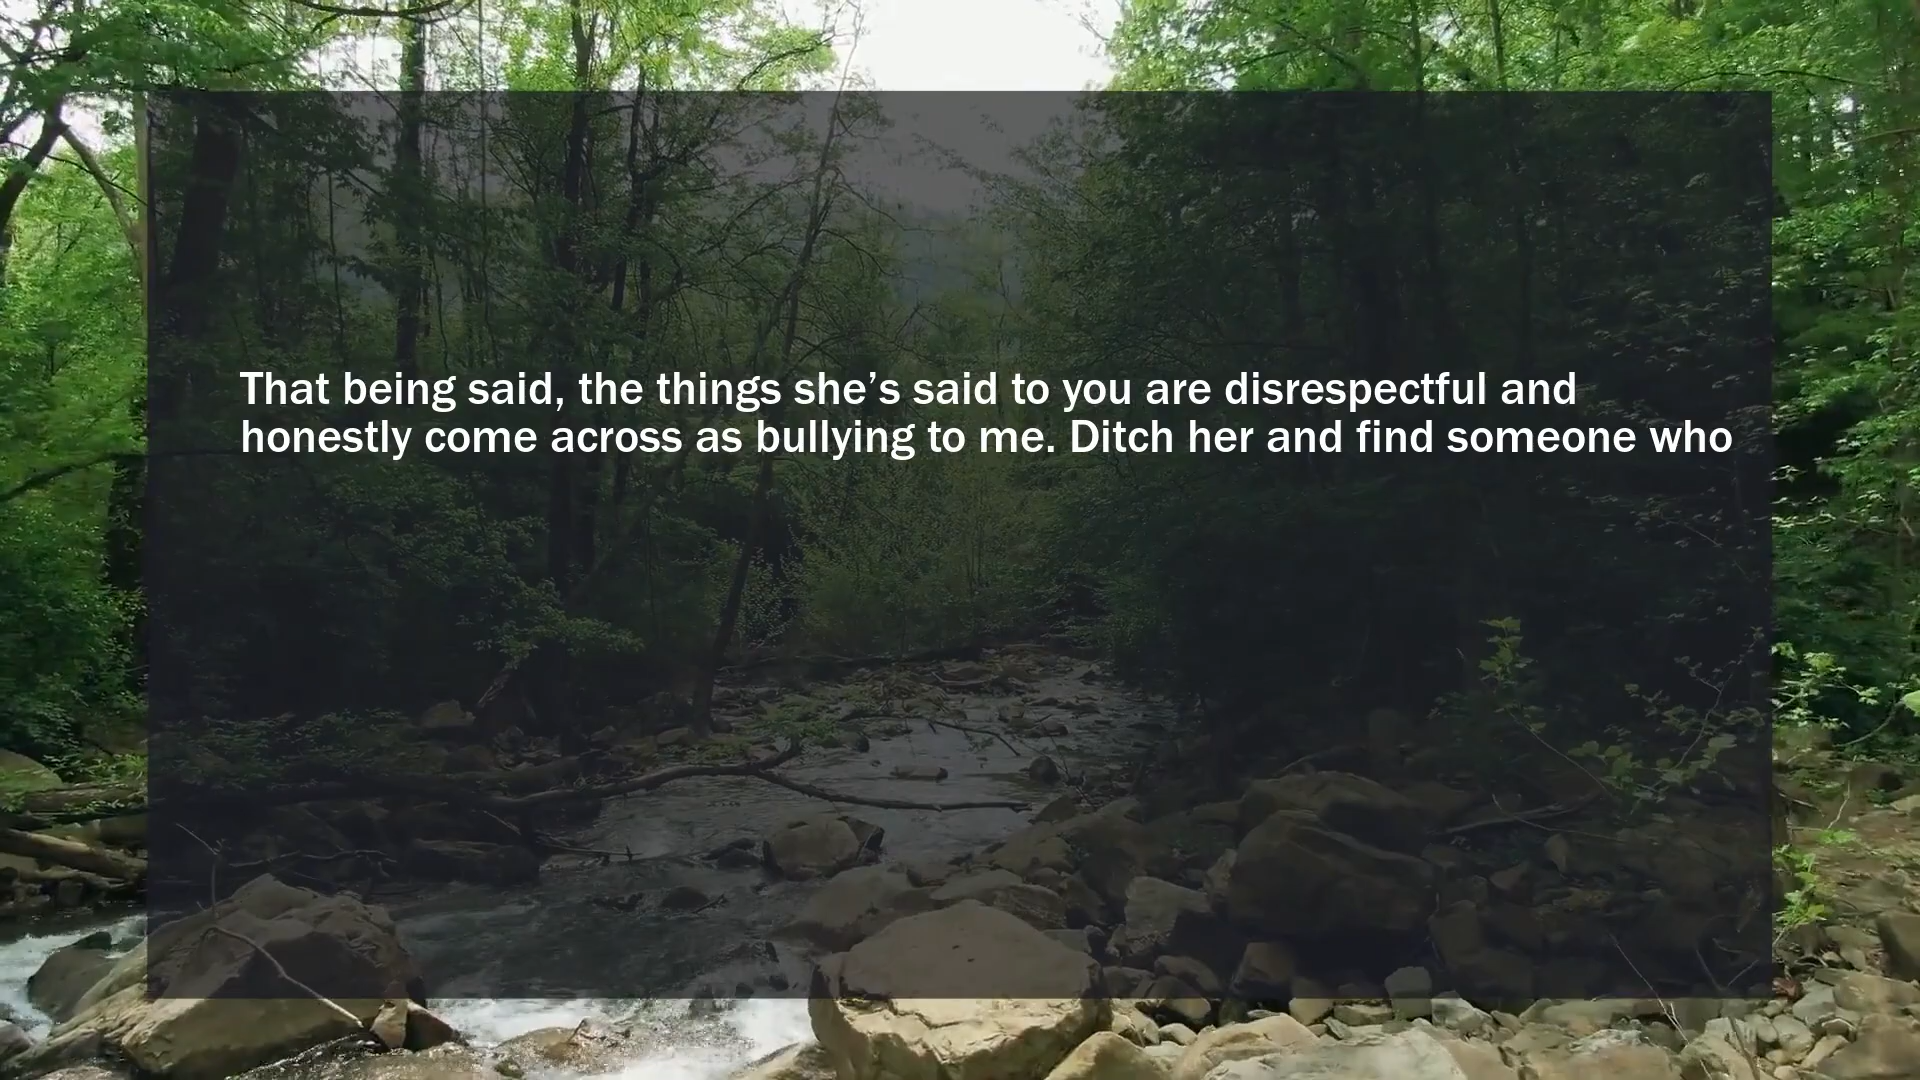 That being said, the things she’s said to you are disrespectful and
honestly come across as bullying to me. Ditch her and find someone who